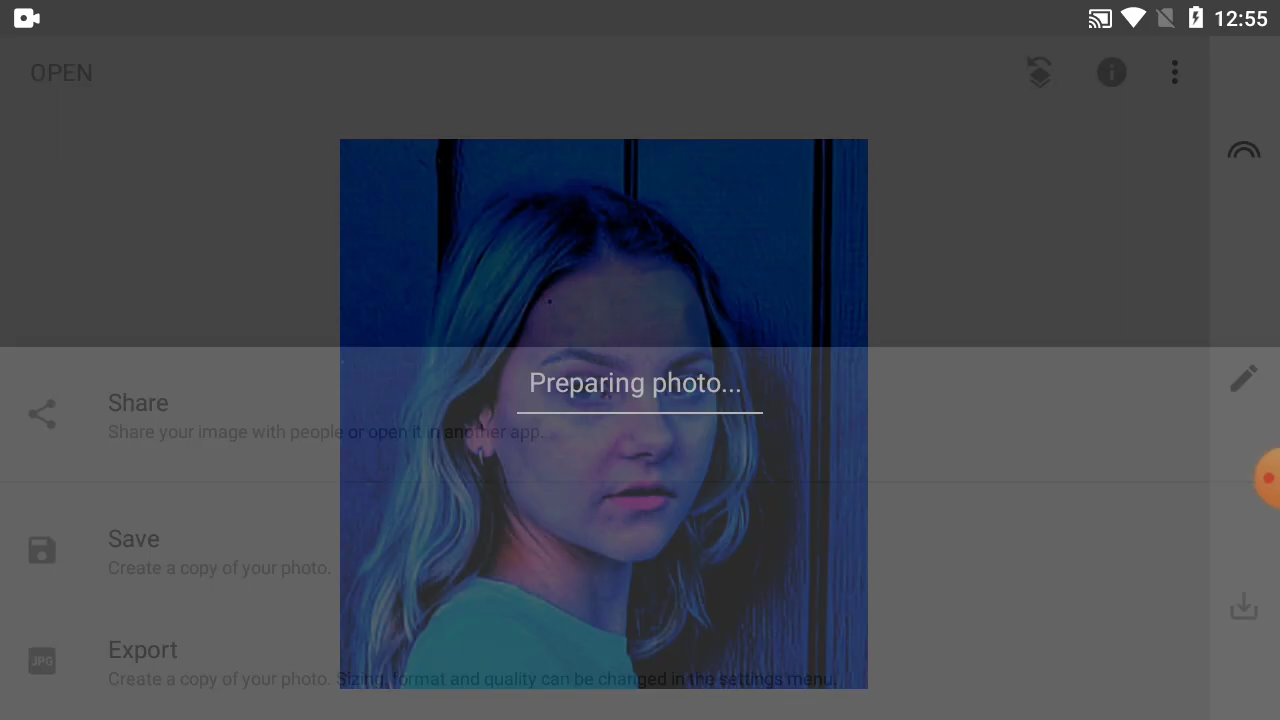 12:55
OPEN
Preparing photo...
Share
Share your image with people or open it in another app.
Save
Create a copy of your photo.
JPG
Export
Create a copy of your photo. Sizing, format and quality can be changed in the settings menu.